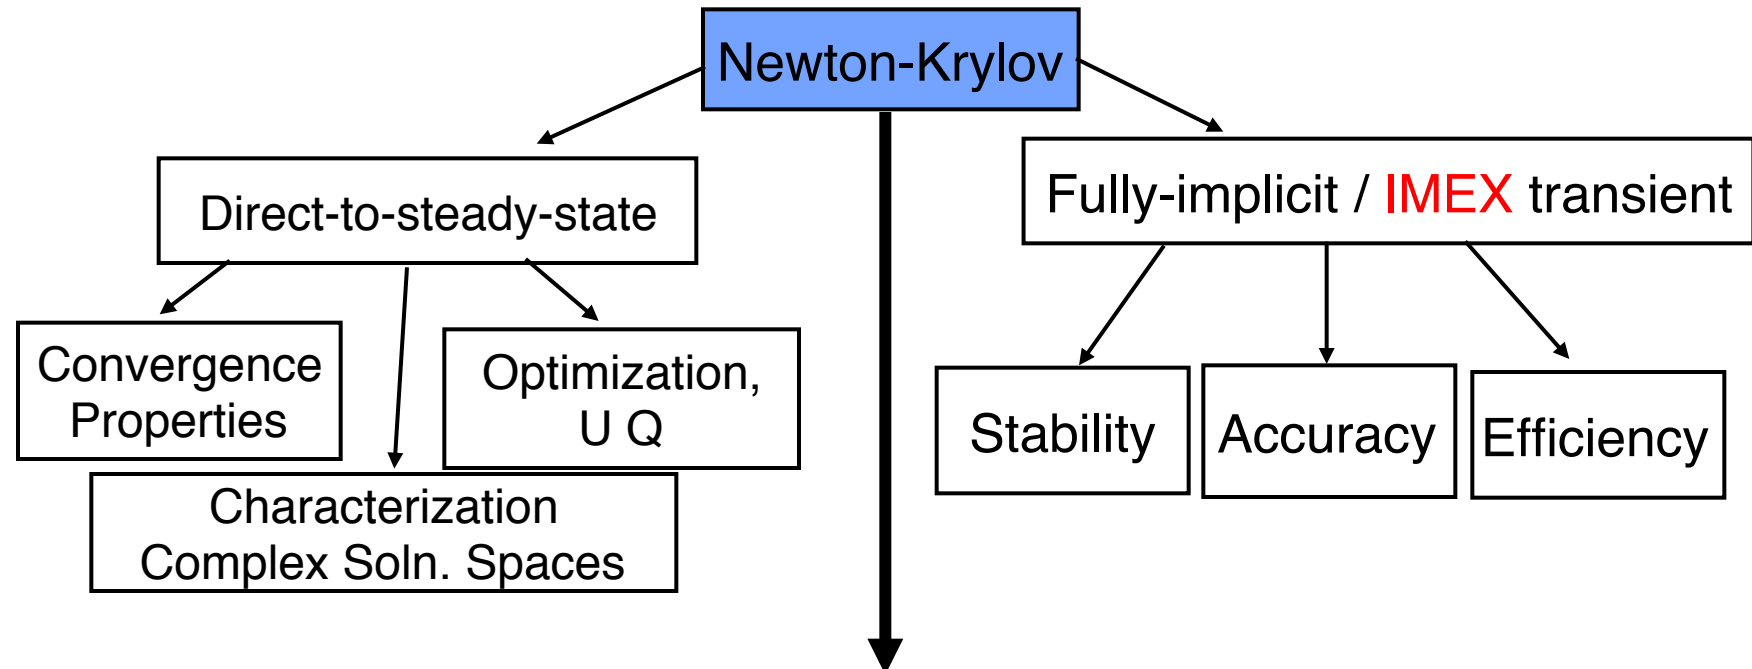 Newton-Krylov
Direct-to-steady-state
Fully-implicit / IMEX transient
Convergence
Properties
Optimization,
U Q
Characterization
Complex Soln. Spaces
Stability
Accuracy
Efficiency